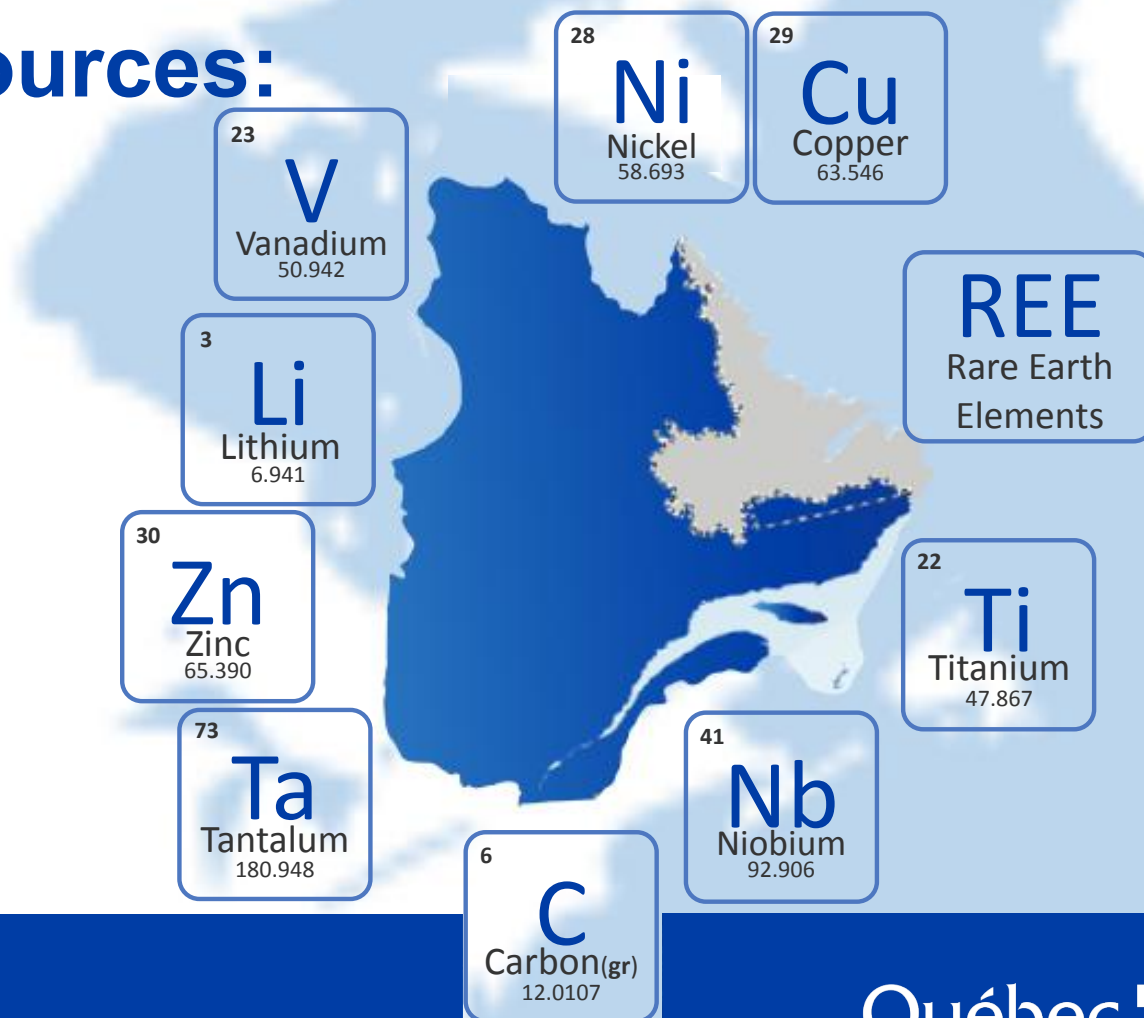 ources:
28
Ni
Nickel
58.693
29
Cu
Copper
63.546
23
V
Vanadium
50.942
REE
Rare Earth
Elements
3
Li
Lithium
6.941
30
Zn
Zinc
65.390
22
Ti
Titanium
47.867
73
Ta
Tantalum
180.948
41
Nb
Niobium
92.906
6
C
Carbon(gr)
12.0107
Québec